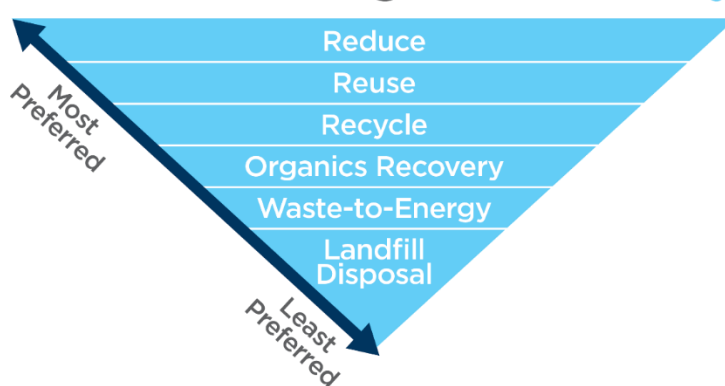 Reduce
Reuse
Recycle
Organics Recovery
Waste-to-Energy
Landfill
Disposal
Most
Preferred
Least
Preferred